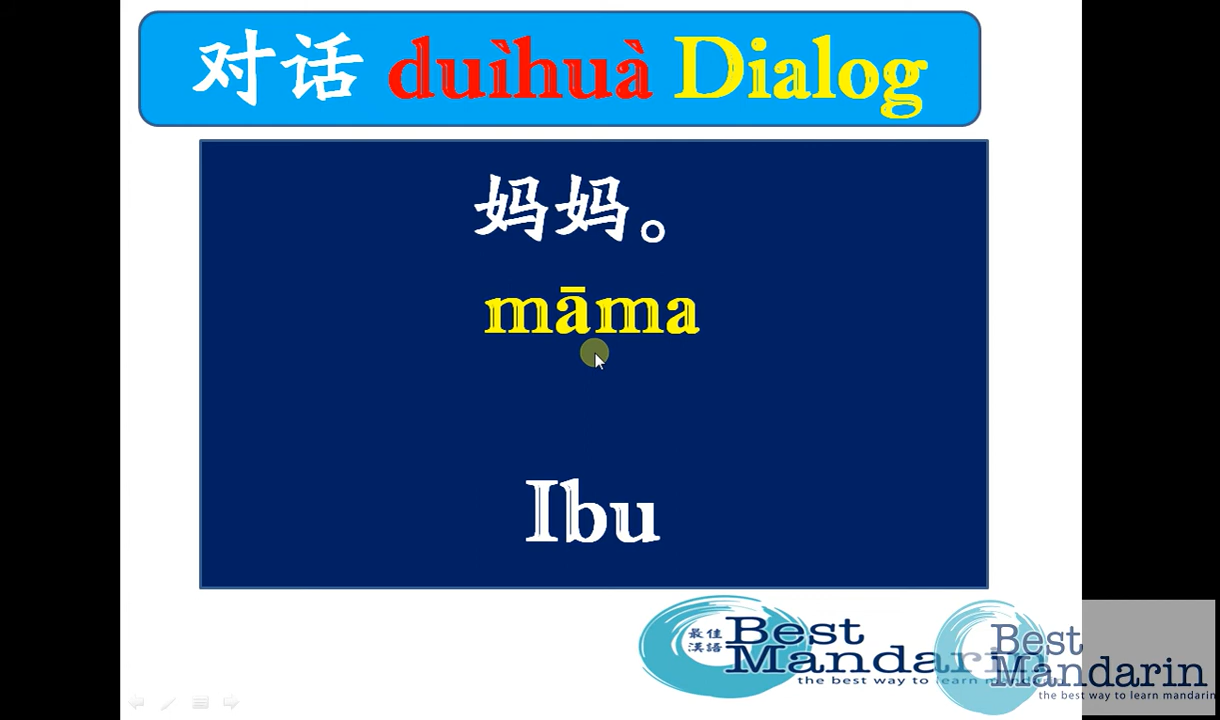 对话 duìhuà Dialog
妈妈。
māma
Ibu
最佳
漢語
Best
Mandarin
the best way to learn mandarin
Best
Mandarin
the best way to learn mandarin